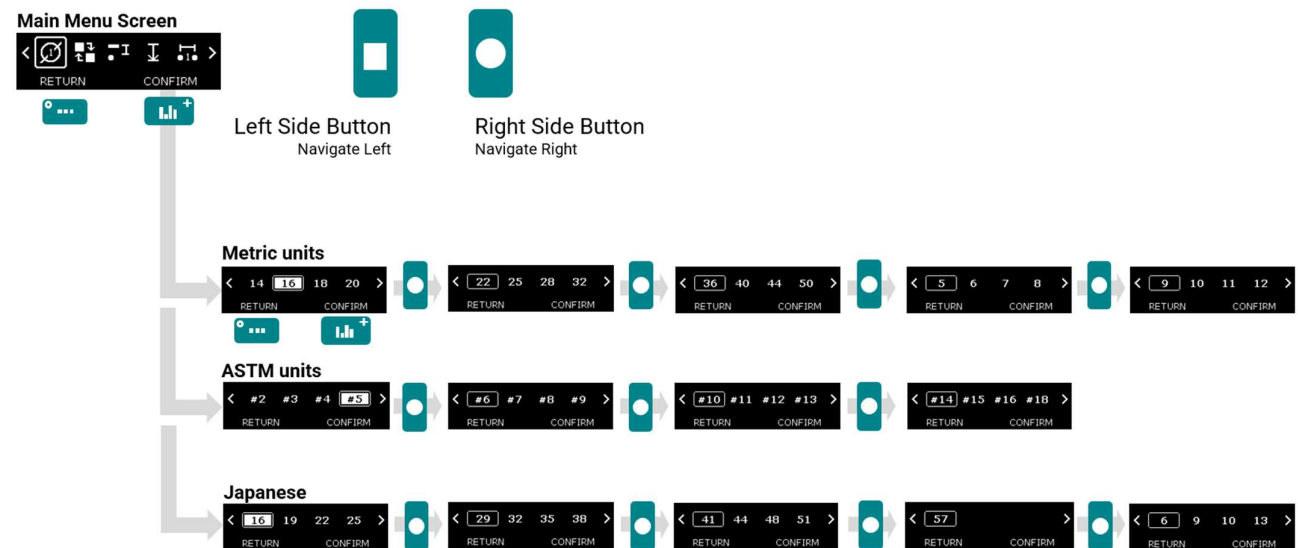 Main Menu Screen
< 1 1 >
RETURN CONFIRM
Left Side Button
Navigate Left
Right Side Button
Navigate Right
Metric units
< 14 16 18 20 >
RETURN CONFIRM
< 22 25 28 32 >
RETURN CONFIRM
< 36 40 44 50 >
RETURN CONFIRM
< 5 6 7 8 >
RETURN CONFIRM
< 9 10 11 12 >
RETURN CONFIRM
ASTM units
< #2 #3 #4 #5 >
RETURN CONFIRM
< #6 #7 #8 #9 >
RETURN CONFIRM
< #10 #11 #12 #13 >
RETURN CONFIRM
< #14 #15 #16 #18 >
RETURN CONFIRM
Japanese
< 16 19 22 25 >
RETURN CONFIRM
< 29 32 35 38 >
RETURN CONFIRM
< 41 44 48 51 >
RETURN CONFIRM
< 57 >
RETURN CONFIRM
< 6 9 10 13 >
RETURN CONFIRM